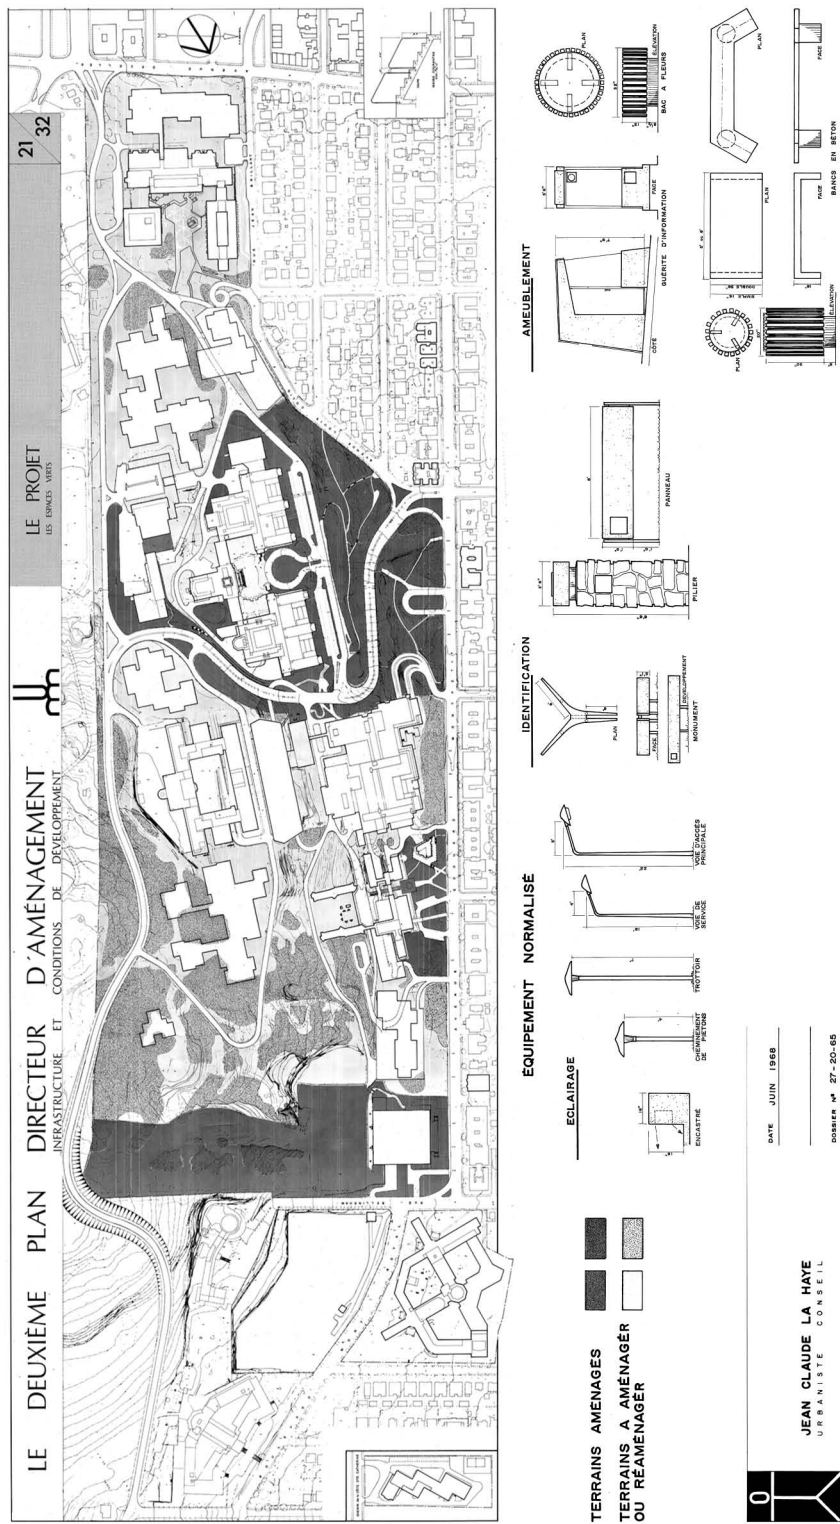 LE DEUXIÈME PLAN DIRECTEUR D'AMÉNAGEMENT
INFRASTRUCTURE ET CONDITIONS DE DÉVELOPPEMENT
LE PROJET
LES ESPACES VERTS
21
32
TERRAINS AMÉNAGÉS
TERRAINS A AMÉNAGÉR
OU RÉAMÉNAGÉR
ÉQUIPEMENT NORMALISÉ
ECLAIRAGE
ENCASTRÉ
CHEMINEMENT
DE PIÉTONS
TROTTOIR
VOIE DE
SERVICE
VOIE D'ACCÈS
PRINCIPALE
IDENTIFICATION
PLAN
FACE
DÉVELOPPEMENT
MONUMENT
PILIER
PANNEAU
AMEUBLEMENT
CÔTÉ
FACE
GUÉRITE D'INFORMATION
PLAN
ÉLÉVATION
BAC A FLEURS
PLAN
ÉLÉVATION
PLAN
FACE
PLAN
FACE
BANCS EN BÉTON
JEAN CLAUDE LA HAYE
URBANISTE CONSEIL
DATE JUIN 1968
DOSSIER Nº 27-20-65